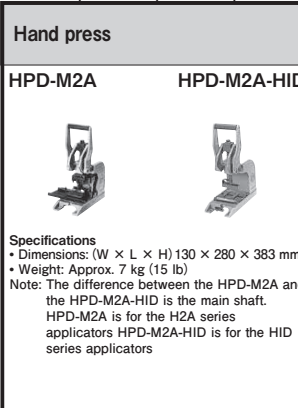 Hand press
HPD-M2A HPD-M2A-HID
Specifications
• Dimensions: (W × L × H) 130 × 280 × 383 mm
• Weight: Approx. 7 kg (15 lb)
Note: The difference between the HPD-M2A an
the HPD-M2A-HID is the main shaft.
HPD-M2A is for the H2A series
applicators HPD-M2A-HID is for the HID
series applicators